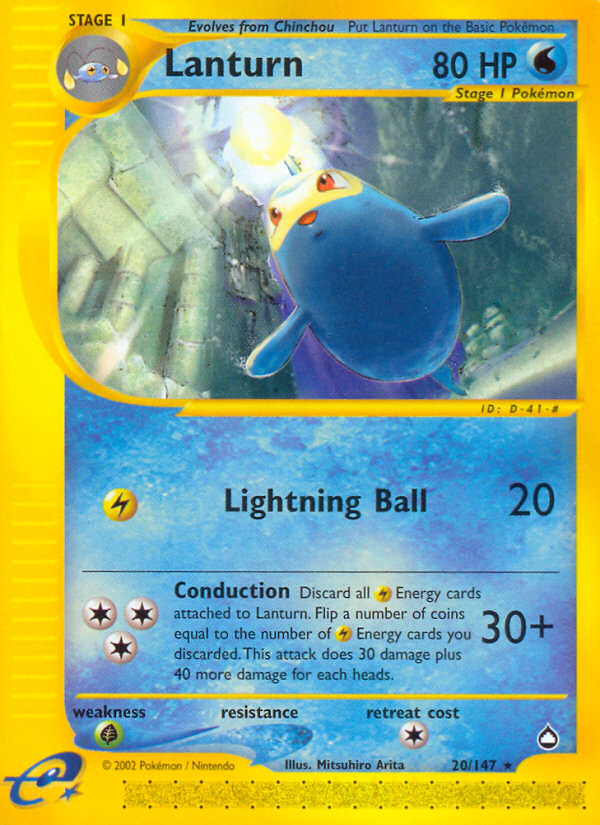 STAGE 1
Evolves from Chinchou Put Lanturn on the Basic Pokémon
Lanturn 80 HP
Stage 1 Pokémon
ID: D-41-#
Lightning Ball 20
Conduction Discard all Energy cards
attached to Lanturn. Flip a number of coins
equal to the number of Energy cards you
discarded. This attack does 30 damage plus
40 more damage for each heads.
30+
weakness resistance retreat cost
© 2002 Pokémon / Nintendo Illus. Mitsuhiro Arita 20/147 ★
e